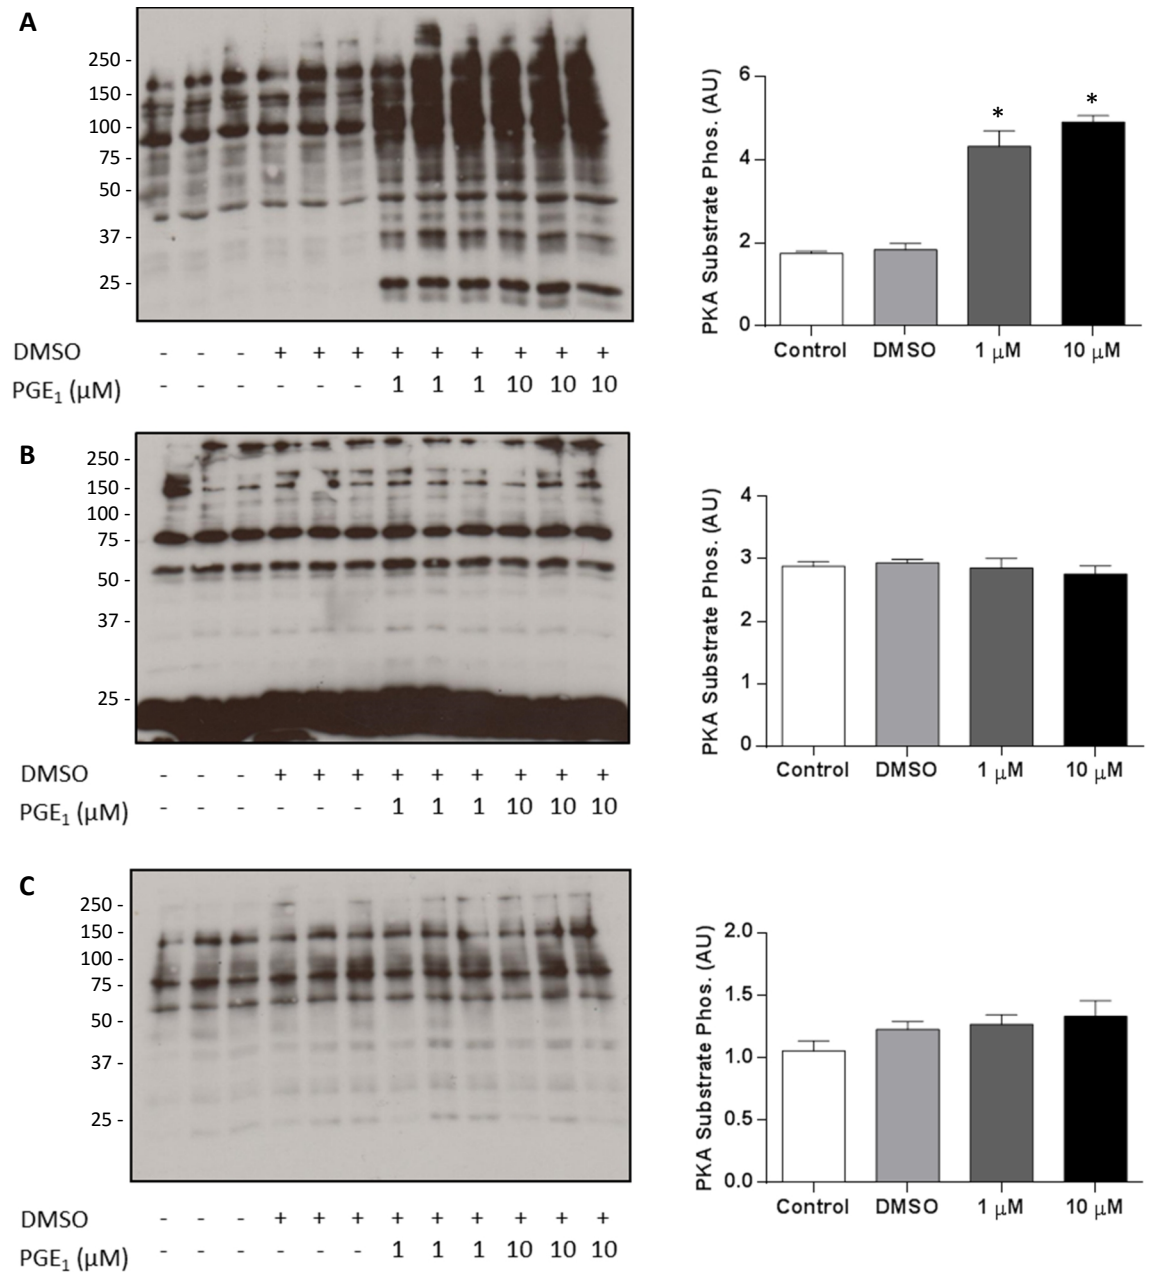 A
250 -
150 -
100 -
75 -
50 -
37 -
25 -
DMSO - - - + + + + + + + + +
PGE₁ (μM) - - - - - - 1 1 1 10 10 10
PKA Substrate Phos. (AU)
6
4
2
0
*
*
Control DMSO 1 μM 10 μM
B
250 -
150 -
100 -
75 -
50 -
37 -
25 -
DMSO - - - + + + + + + + + +
PGE₁ (μM) - - - - - - 1 1 1 10 10 10
PKA Substrate Phos. (AU)
4
3
2
1
0
Control DMSO 1 μM 10 μM
C
250 -
150 -
100 -
75 -
50 -
37 -
25 -
DMSO - - - + + + + + + + + +
PGE₁ (μM) - - - - - - 1 1 1 10 10 10
PKA Substrate Phos. (AU)
2.0
1.5
1.0
0.5
0.0
Control DMSO 1 μM 10 μM